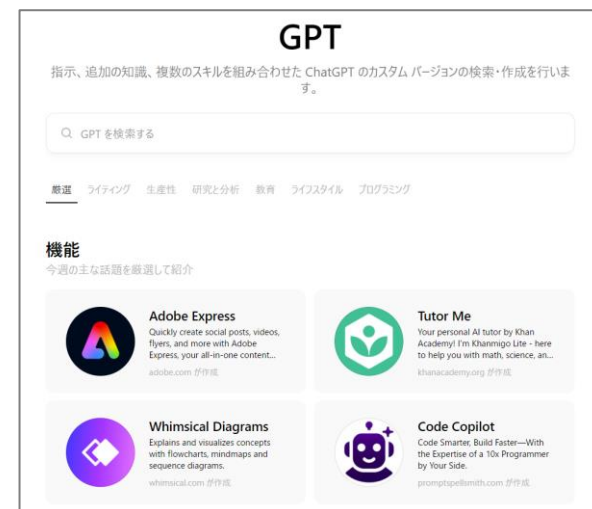 GPT
指示、追加の知識、複数のスキルを組み合わせた ChatGPT のカスタム バージョンの検索・作成を行いま
す。
GPT を検索する
厳選 ライティング 生産性 研究と分析 教育 ライフスタイル プログラミング
機能
今週の主な話題を厳選して紹介
Adobe Express
Quickly create social posts, videos,
flyers, and more with Adobe
Express, your all-in-one content...
adobe.com が作成
Tutor Me
Your personal AI tutor by Khan
Academy! I'm Khanmigo Lite - here
to help you with math, science, an...
khanacademy.org が作成
Whimsical Diagrams
Explains and visualizes concepts
with flowcharts, mindmaps and
sequence diagrams.
whimsical.com が作成
Code Copilot
Code Smarter, Build Faster—With
the Expertise of a 10x Programmer
by Your Side.
promptspellsmith.com が作成